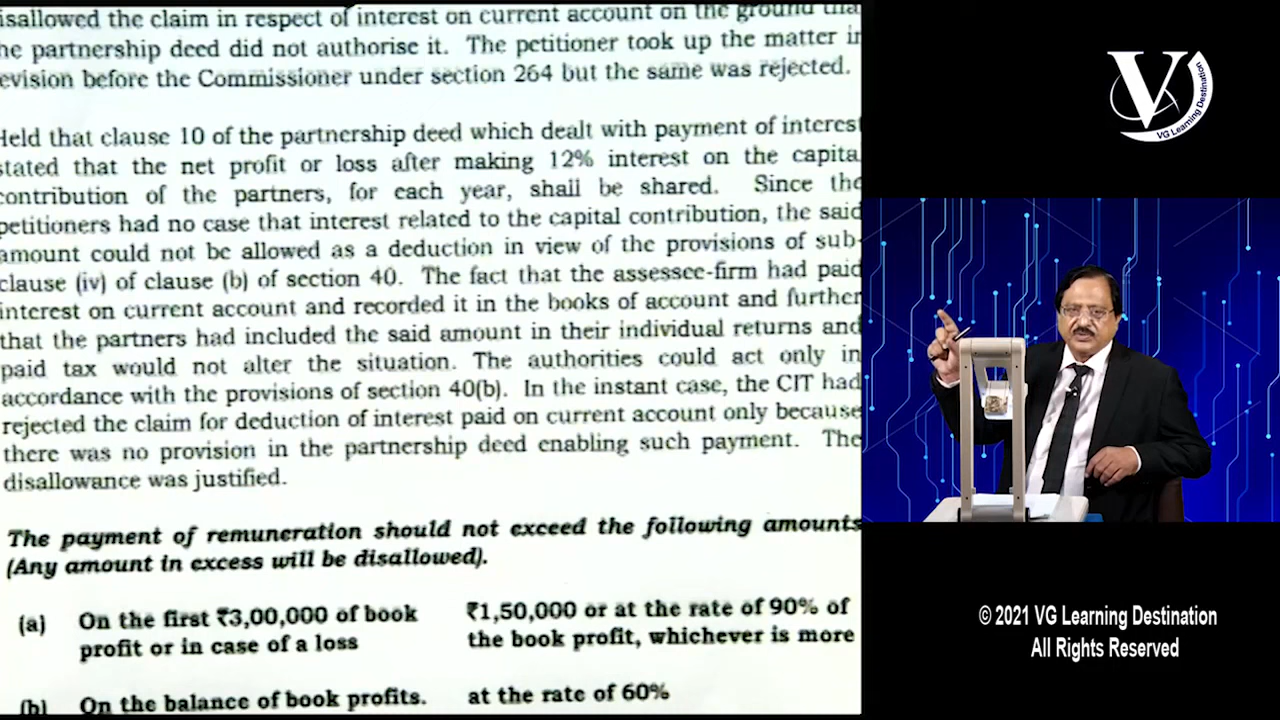 isallowed the claim in respect of interest on current account on the ground tha
he partnership deed did not authorise it. The petitioner took up the matter in
evision before the Commissioner under section 264 but the same was rejected.
Held that clause 10 of the partnership deed which dealt with payment of interest
stated that the net profit or loss after making 12% interest on the capita
contribution of the partners, for each year, shall be shared. Since the
petitioners had no case that interest related to the capital contribution, the said
amount could not be allowed as a deduction in view of the provisions of sub-
clause (iv) of clause (b) of section 40. The fact that the assessee-firm had paid
interest on current account and recorded it in the books of account and further
that the partners had included the said amount in their individual returns and
paid tax would not alter the situation. The authorities could act only in
accordance with the provisions of section 40(b). In the instant case, the CIT had
rejected the claim for deduction of interest paid on current account only because
there was no provision in the partnership deed enabling such payment. The
disallowance was justified.
The payment of remuneration should not exceed the following amounts
(Any amount in excess will be disallowed).
(a) On the first ₹3,00,000 of book profit or in case of a loss
₹1,50,000 or at the rate of 90% of the book profit, whichever is more
(b) On the balance of book profits. at the rate of 60%
V
VG Learning Destination
© 2021 VG Learning Destination
All Rights Reserved